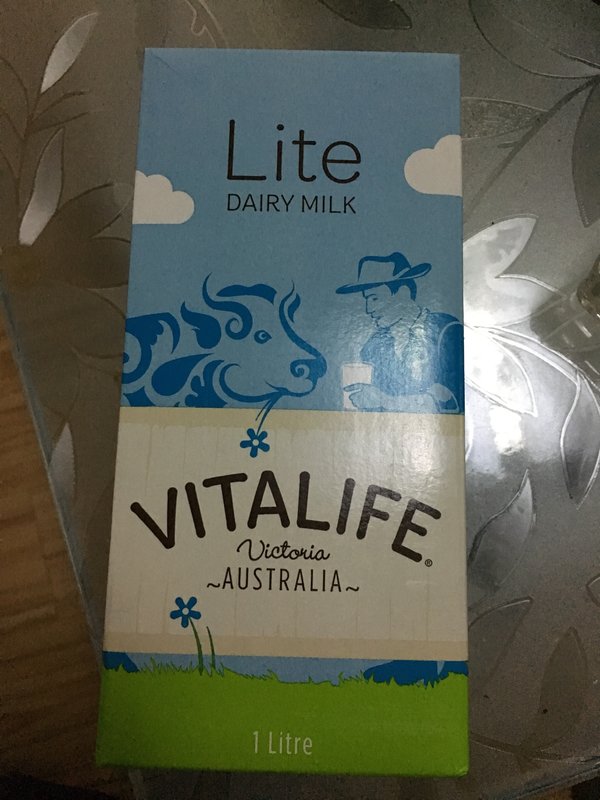 Lite
DAIRY MILK
VITALIFE®
Victoria
~AUSTRALIA~
1 Litre